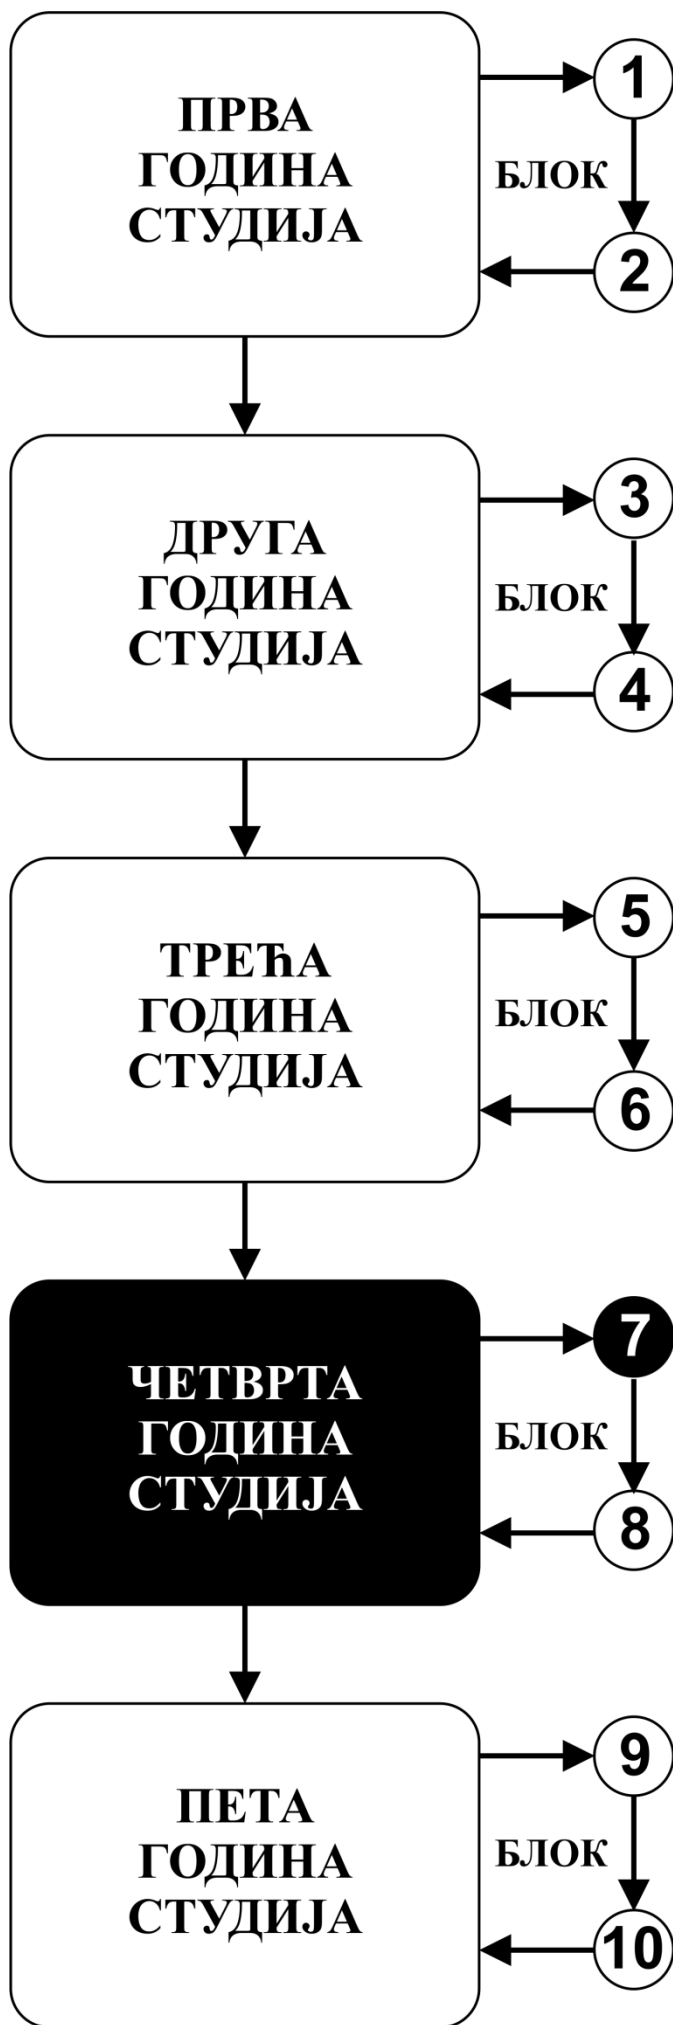 ПРВА
ГОДИНА
СТУДИЈА
1
БЛОК
2
ДРУГА
ГОДИНА
СТУДИЈА
3
БЛОК
4
ТРЕЋА
ГОДИНА
СТУДИЈА
5
БЛОК
6
ЧЕТВРТА
ГОДИНА
СТУДИЈА
7
БЛОК
8
ПЕТА
ГОДИНА
СТУДИЈА
9
БЛОК
10